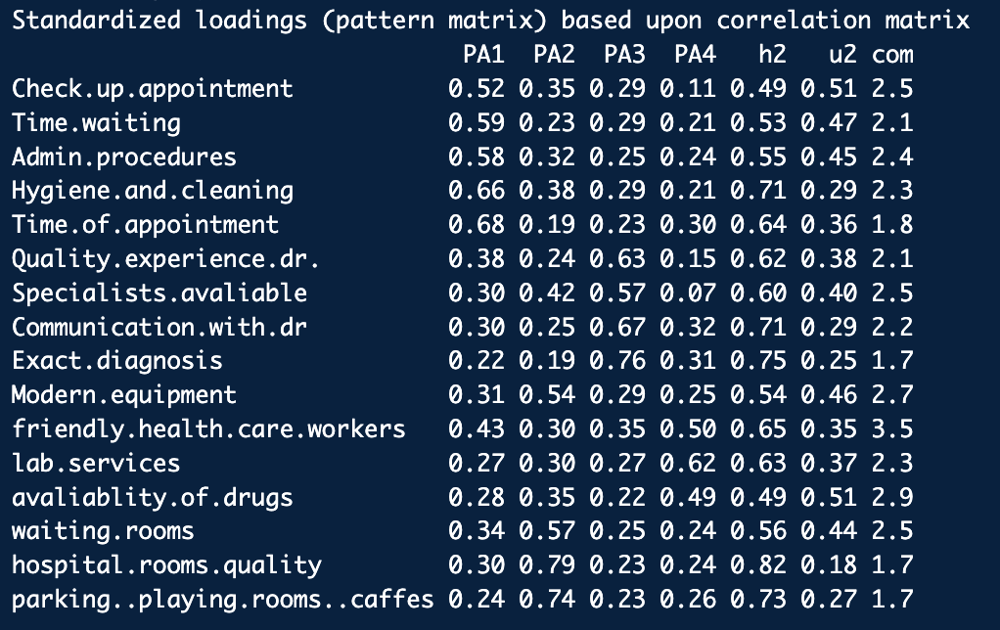 Standardized loadings (pattern matrix) based upon correlation matrix
PA1 PA2 PA3 PA4 h2 u2 com
Check.up.appointment 0.52 0.35 0.29 0.11 0.49 0.51 2.5
Time.waiting 0.59 0.23 0.29 0.21 0.53 0.47 2.1
Admin.procedures 0.58 0.32 0.25 0.24 0.55 0.45 2.4
Hygiene.and.cleaning 0.66 0.38 0.29 0.21 0.71 0.29 2.3
Time.of.appointment 0.68 0.19 0.23 0.30 0.64 0.36 1.8
Quality.experience.dr. 0.38 0.24 0.63 0.15 0.62 0.38 2.1
Specialists.avaliable 0.30 0.42 0.57 0.07 0.60 0.40 2.5
Communication.with.dr 0.30 0.25 0.67 0.32 0.71 0.29 2.2
Exact.diagnosis 0.22 0.19 0.76 0.31 0.75 0.25 1.7
Modern.equipment 0.31 0.54 0.29 0.25 0.54 0.46 2.7
friendly.health.care.workers 0.43 0.30 0.35 0.50 0.65 0.35 3.5
lab.services 0.27 0.30 0.27 0.62 0.63 0.37 2.3
avaliablity.of.drugs 0.28 0.35 0.22 0.49 0.49 0.51 2.9
waiting.rooms 0.34 0.57 0.25 0.24 0.56 0.44 2.5
hospital.rooms.quality 0.30 0.79 0.23 0.24 0.82 0.18 1.7
parking..playing.rooms..caffes 0.24 0.74 0.23 0.26 0.73 0.27 1.7